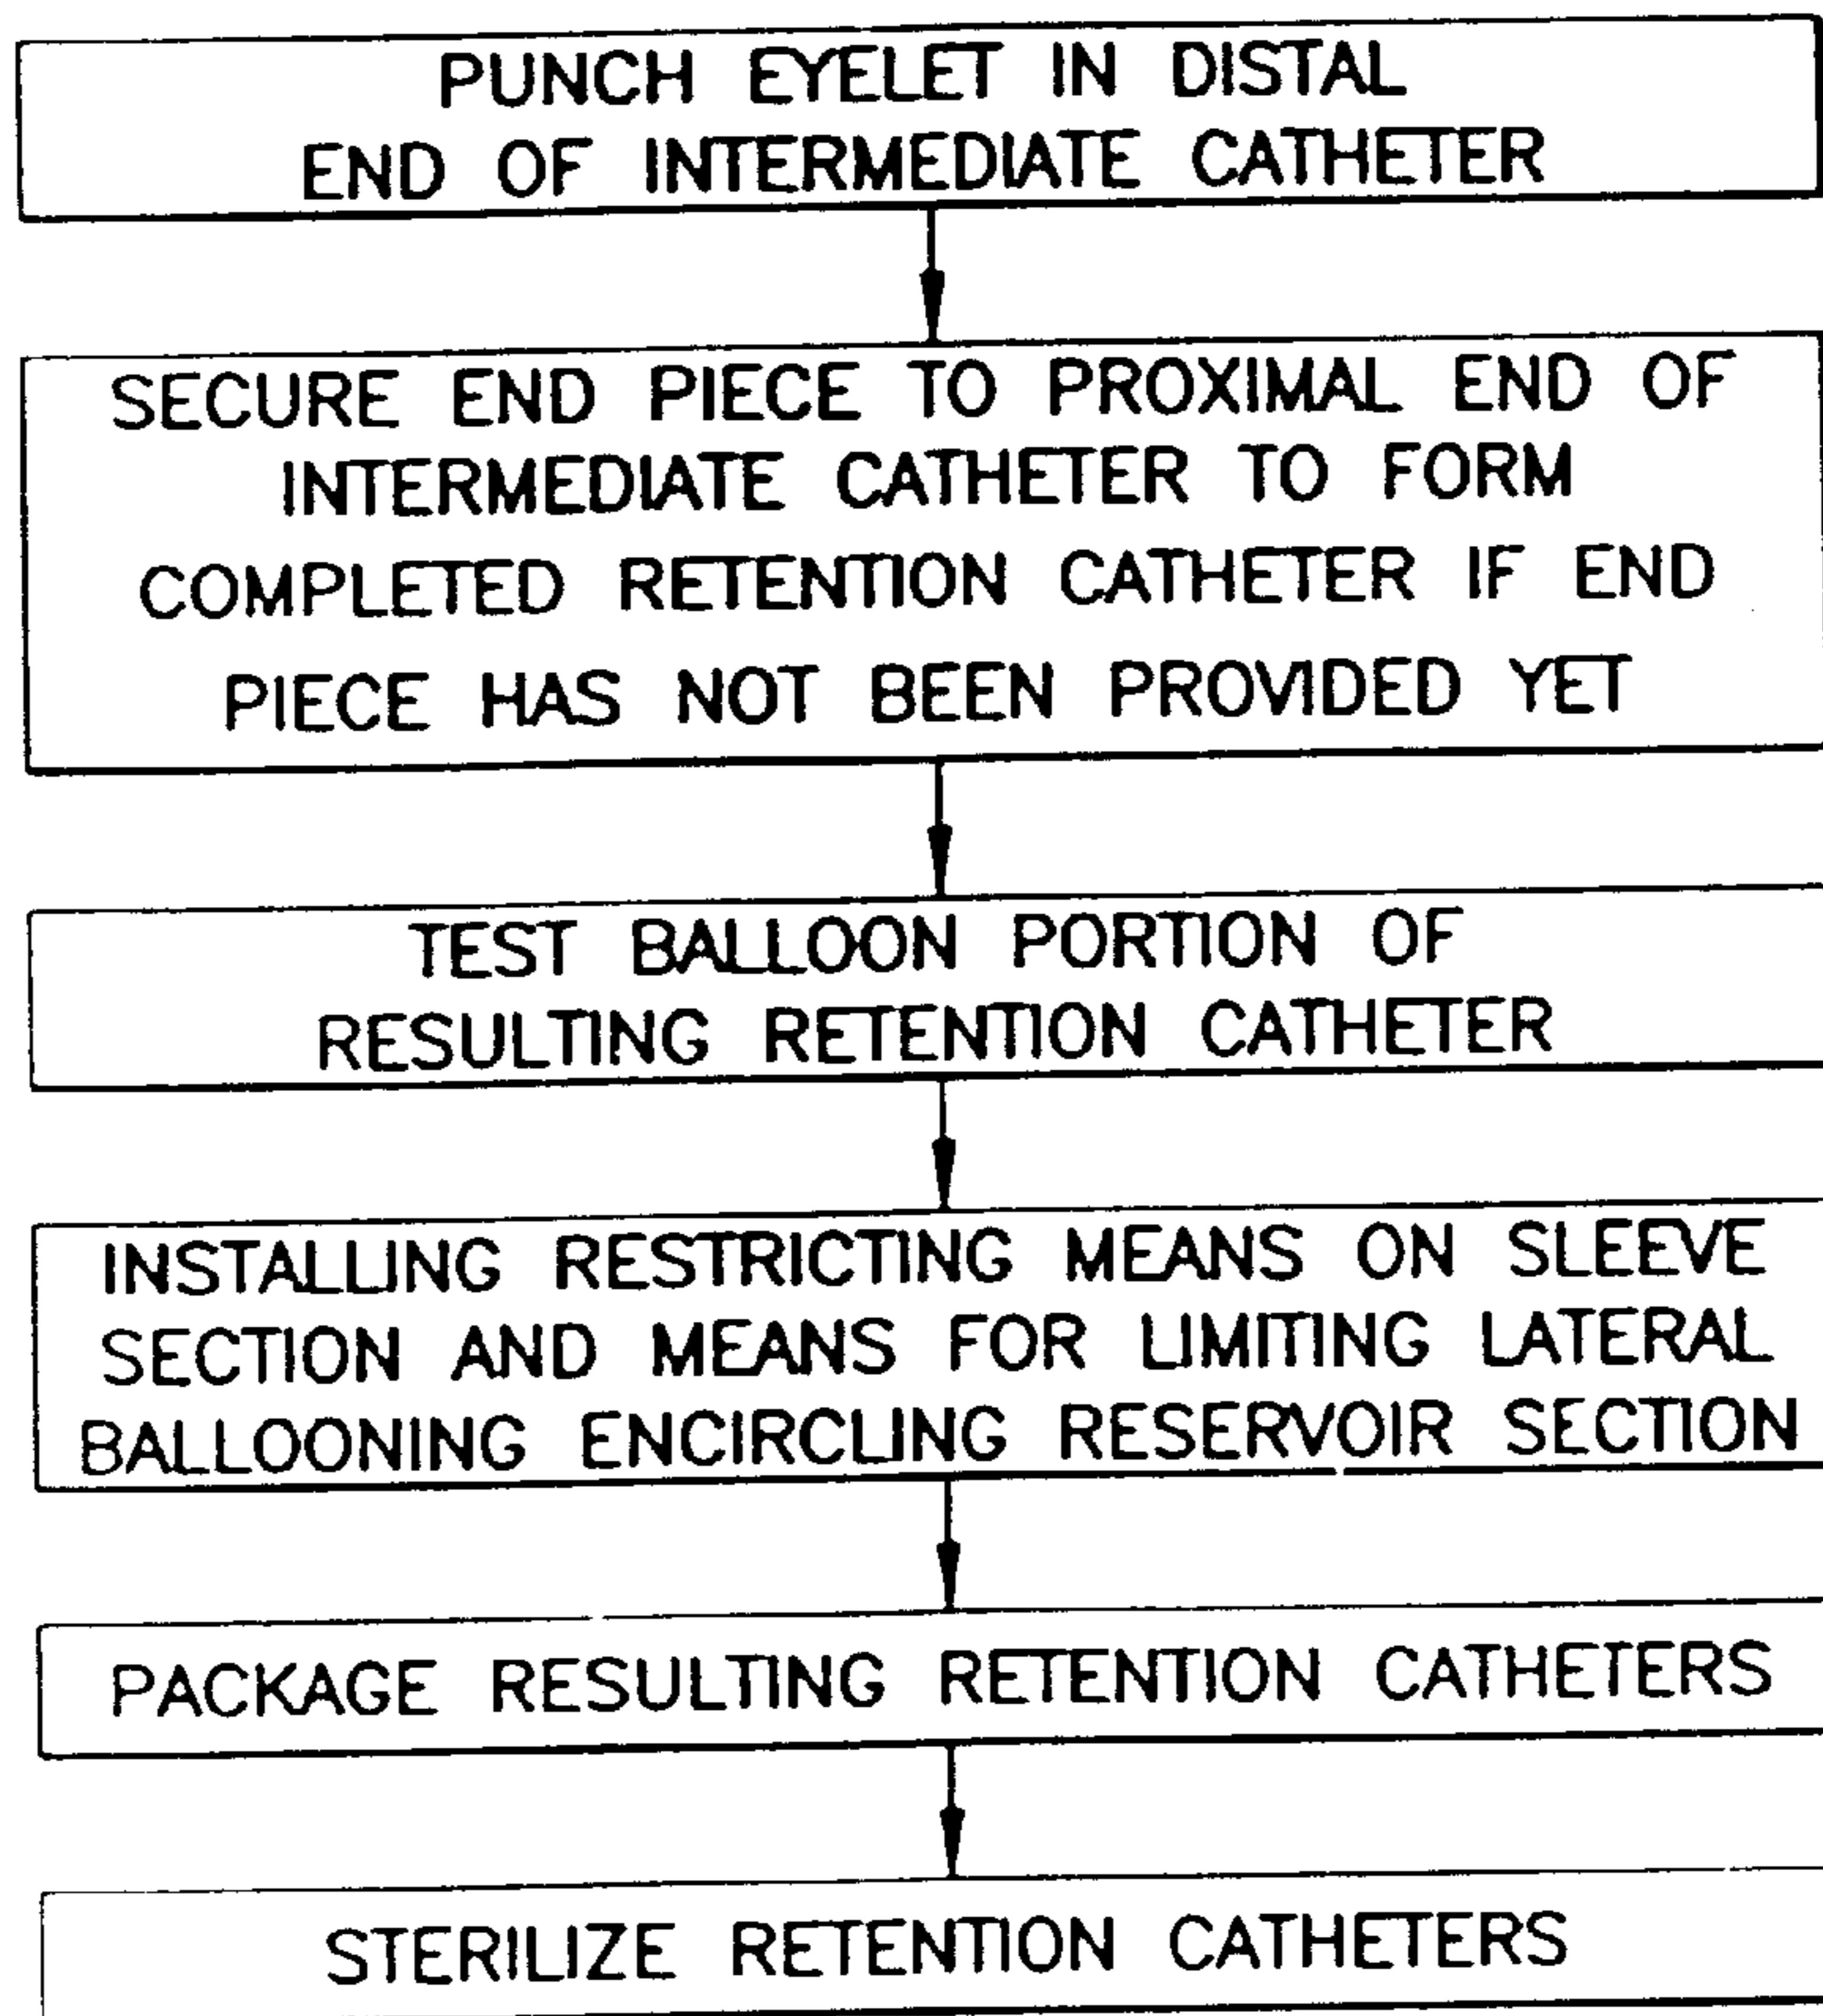 PUNCH EYELET IN DISTAL
END OF INTERMEDIATE CATHETER
SECURE END PIECE TO PROXIMAL END OF
INTERMEDIATE CATHETER TO FORM
COMPLETED RETENTION CATHETER IF END
PIECE HAS NOT BEEN PROVIDED YET
TEST BALLOON PORTION OF
RESULTING RETENTION CATHETER
INSTALLING RESTRICTING MEANS ON SLEEVE
SECTION AND MEANS FOR LIMITING LATERAL
BALLOONING ENCIRCLING RESERVOIR SECTION
PACKAGE RESULTING RETENTION CATHETERS
STERILIZE RETENTION CATHETERS